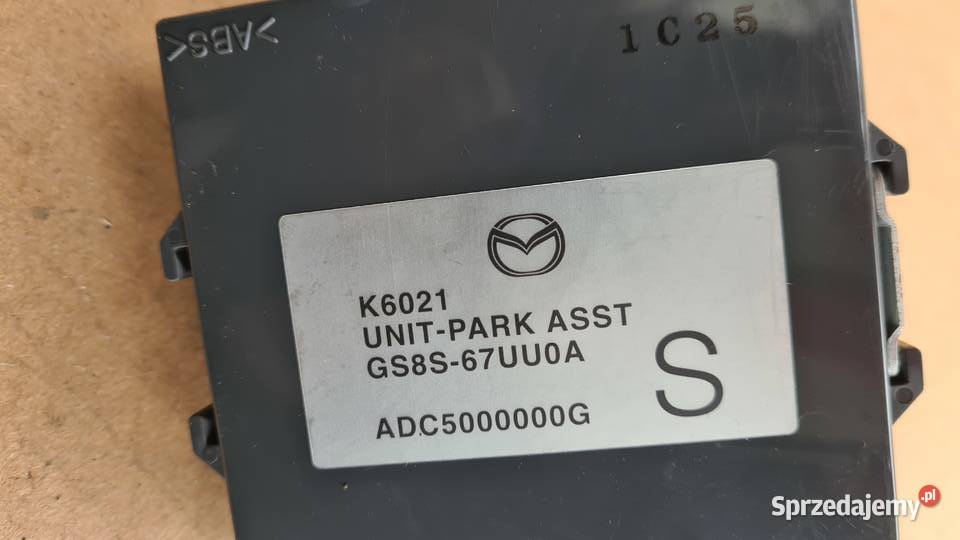 >ABS<
1C25
K6021
UNIT-PARK ASST
GS8S-67UU0A
S
ADC5000000G
Sprzedajemy.pl